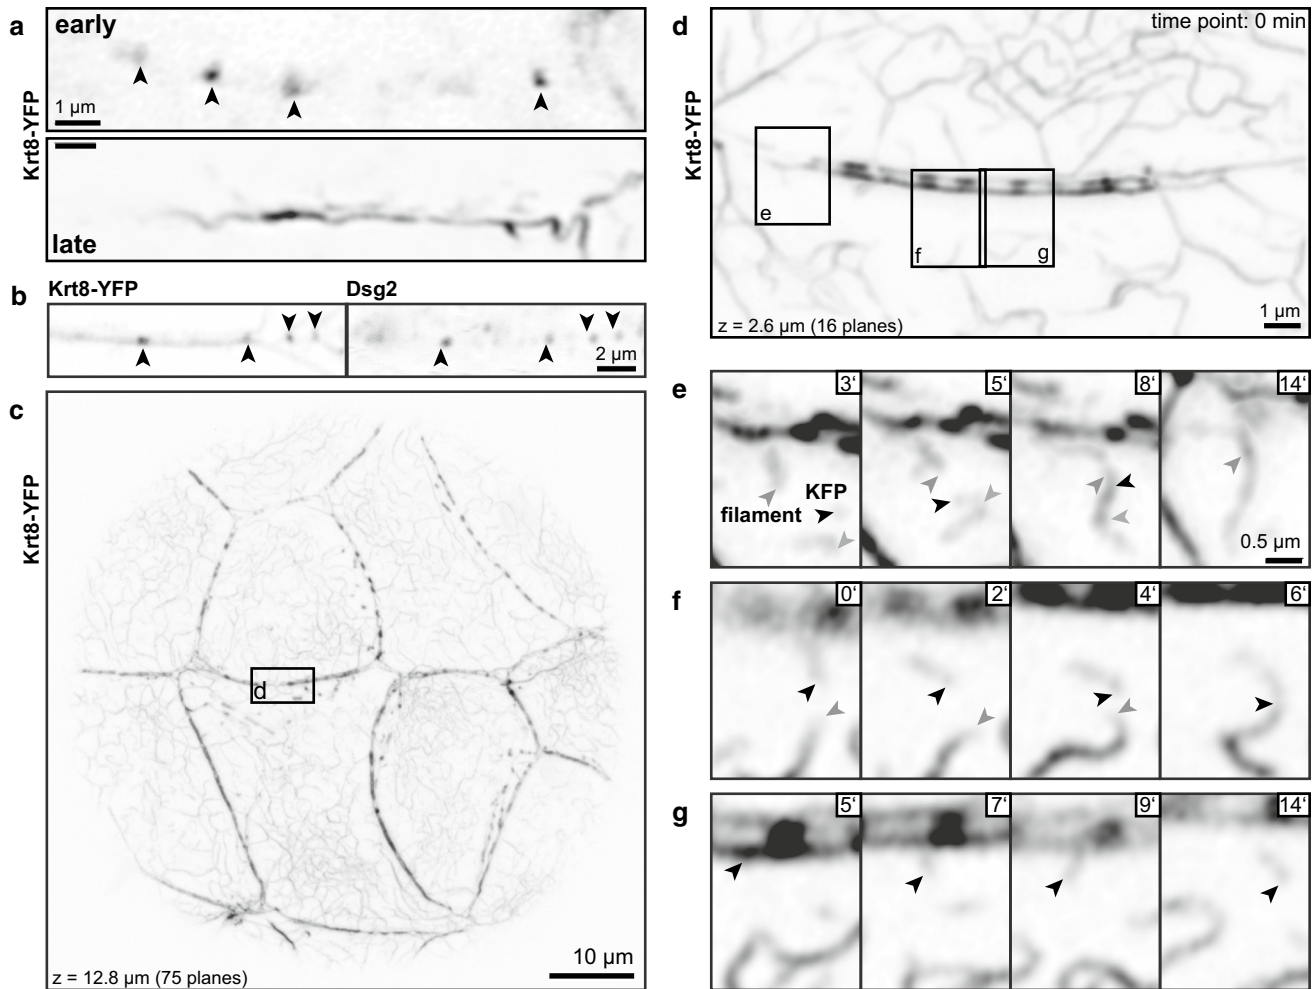 a
early
1 µm
Krt8-YFP
late
b
Krt8-YFP
Dsg2
2 µm
c
Krt8-YFP
d
10 µm
z = 12.8 µm (75 planes)
d
time point: 0 min
Krt8-YFP
e
f
g
z = 2.6 µm (16 planes)
1 µm
e
3‘
5‘
8‘
14‘
KFP
filament
0.5 µm
f
0‘
2‘
4‘
6‘
g
5‘
7‘
9‘
14‘